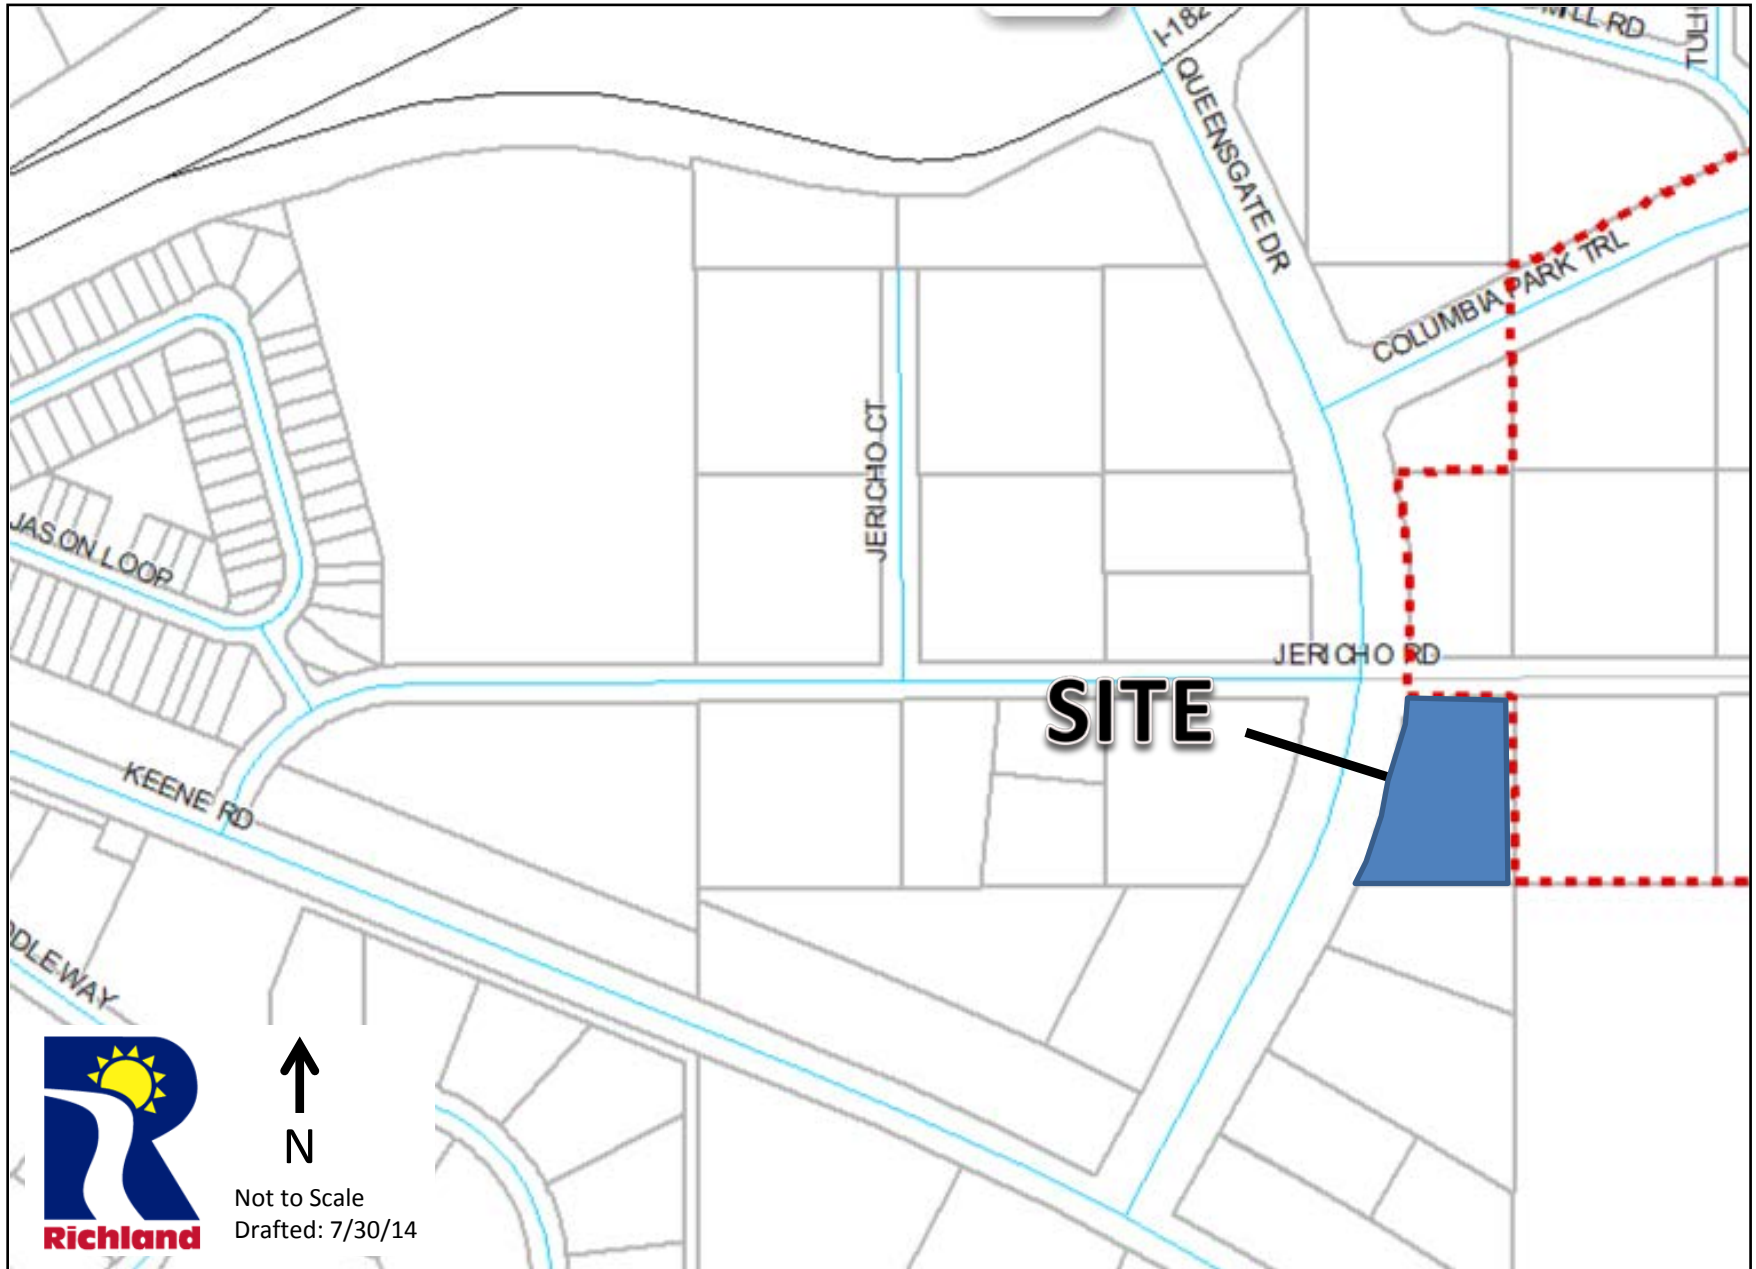 I-182
RD
QUEENSGATE DR
COLUMBIA PARK TRL
JERICHO CT
JASON LOOP
JERICHO RD
SITE
KEENE RD
N
Not to Scale
Drafted: 7/30/14
Richland